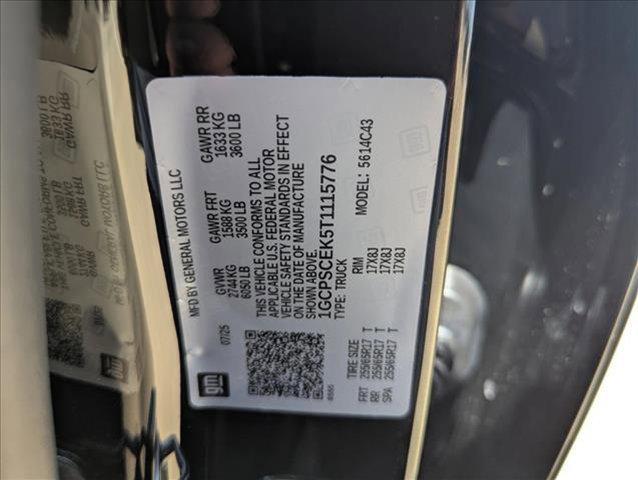 MFD BY GENERAL MOTORS LLC
07/25
GVWR
2744 KG
6050 LB
GAWR FRT
1588 KG
3500 LB
GAWR RR
1633 KG
3600 LB
THIS VEHICLE CONFORMS TO ALL
APPLICABLE U.S. FEDERAL MOTOR
VEHICLE SAFETY STANDARDS IN EFFECT
ON THE DATE OF MANUFACTURE
SHOWN ABOVE.
1GCPSCEK5T1115776
TYPE: TRUCK
MODEL: 5614C43
gm
TIRE SIZE RIM
FRT 255/65R17 T 17X8J
RR 255/65R17 T 17X8J
SPA 255/65R17 T 17X8J